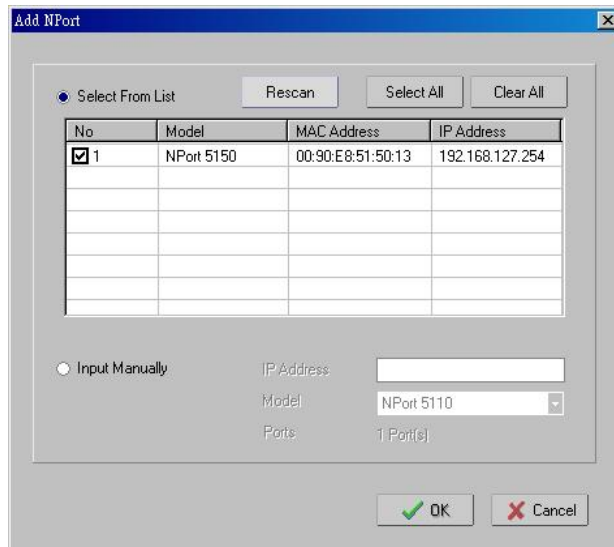 Add NPort
Select From List
Rescan
Select All
Clear All
No Model MAC Address IP Address
1 NPort 5150 00:90:E8:51:50:13 192.168.127.254
Input Manually
IP Address
Model NPort 5110
Ports 1 Port(s)
OK Cancel